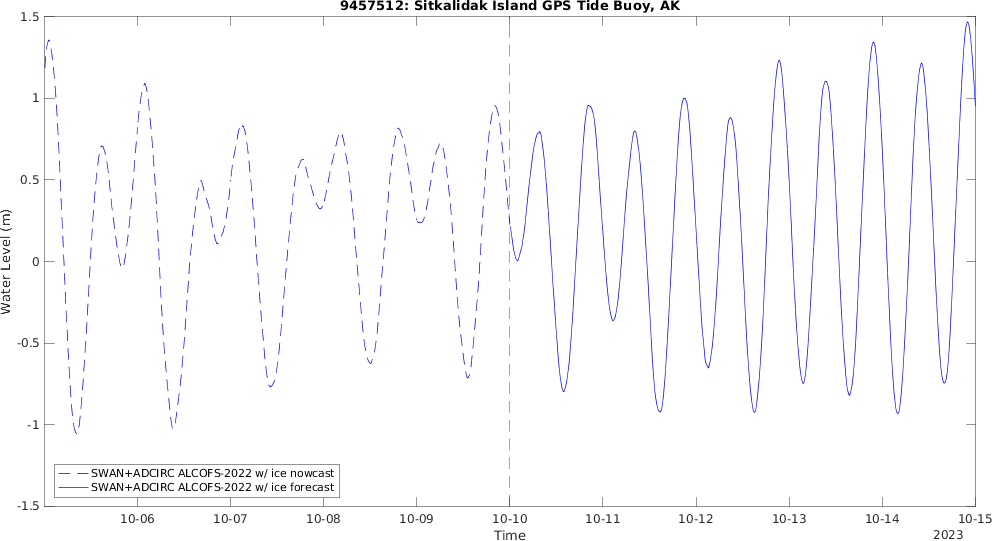 9457512: Sitkalidak Island GPS Tide Buoy, AK
1.5
1
0.5
0
-0.5
-1
-1.5
Water Level (m)
SWAN+ADCIRC ALCOFS-2022 w/ ice nowcast
SWAN+ADCIRC ALCOFS-2022 w/ ice forecast
10-06 10-07 10-08 10-09 10-10 10-11 10-12 10-13 10-14 10-15
Time
2023